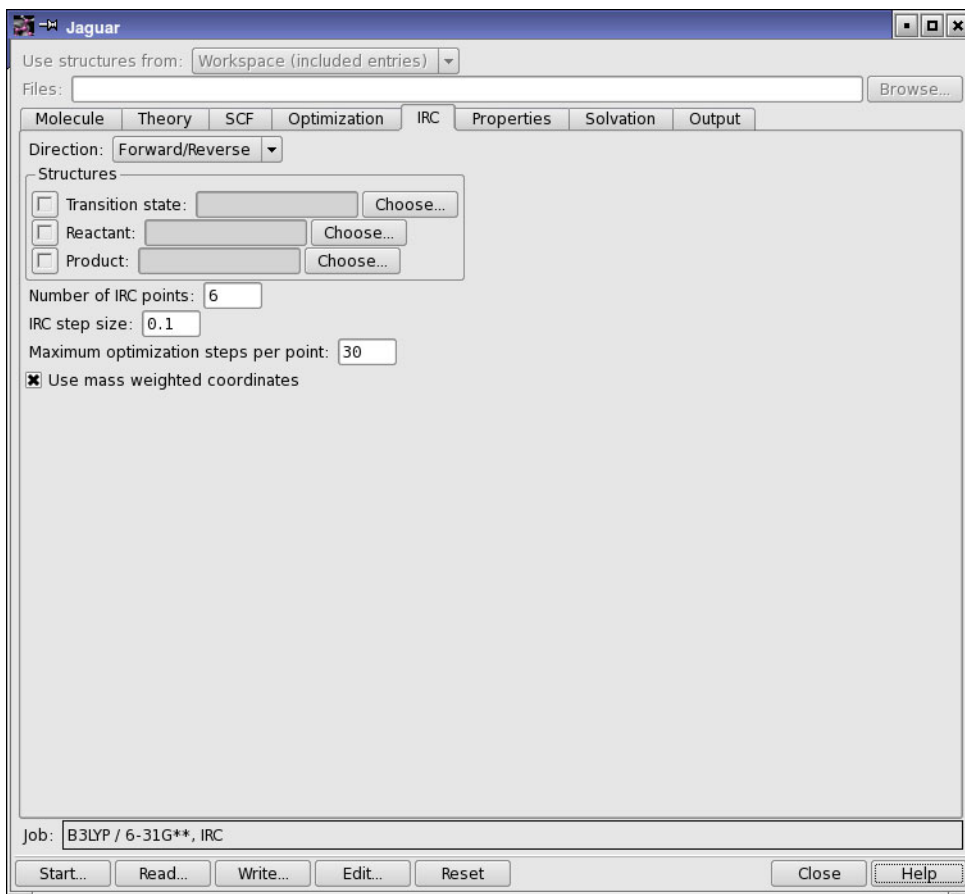 Jaguar
Use structures from: Workspace (included entries)
Files: Browse...
Molecule Theory SCF Optimization IRC Properties Solvation Output
Direction: Forward/Reverse
Structures
Transition state: Choose...
Reactant: Choose...
Product: Choose...
Number of IRC points: 6
IRC step size: 0.1
Maximum optimization steps per point: 30
Use mass weighted coordinates
Job: B3LYP / 6-31G**, IRC
Start... Read... Write... Edit... Reset Close Help